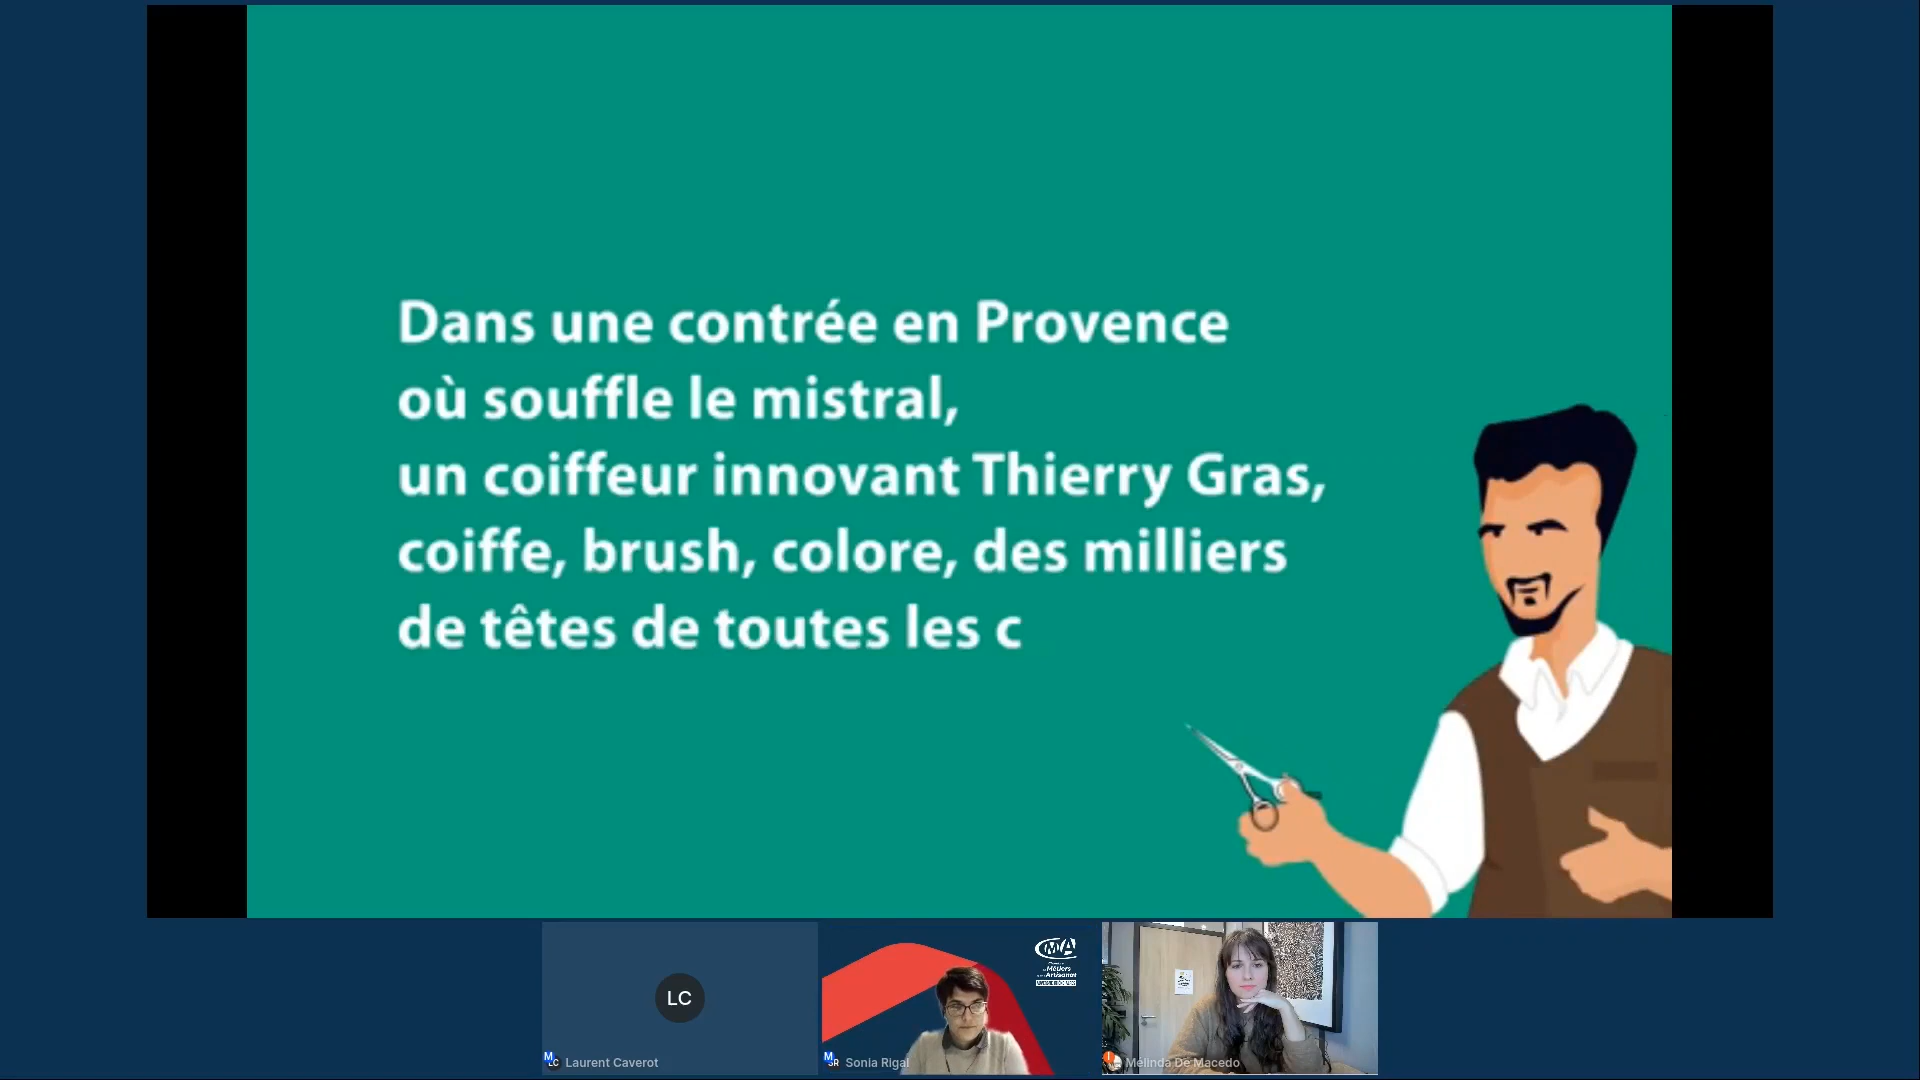 Dans une contrée en Provence
où souffle le mistral,
un coiffeur innovant Thierry Gras,
coiffe, brush, colore, des milliers
de têtes de toutes les c
LC
Laurent Caverot
Sonia Rigal
Mélinda De Macedo
CMA